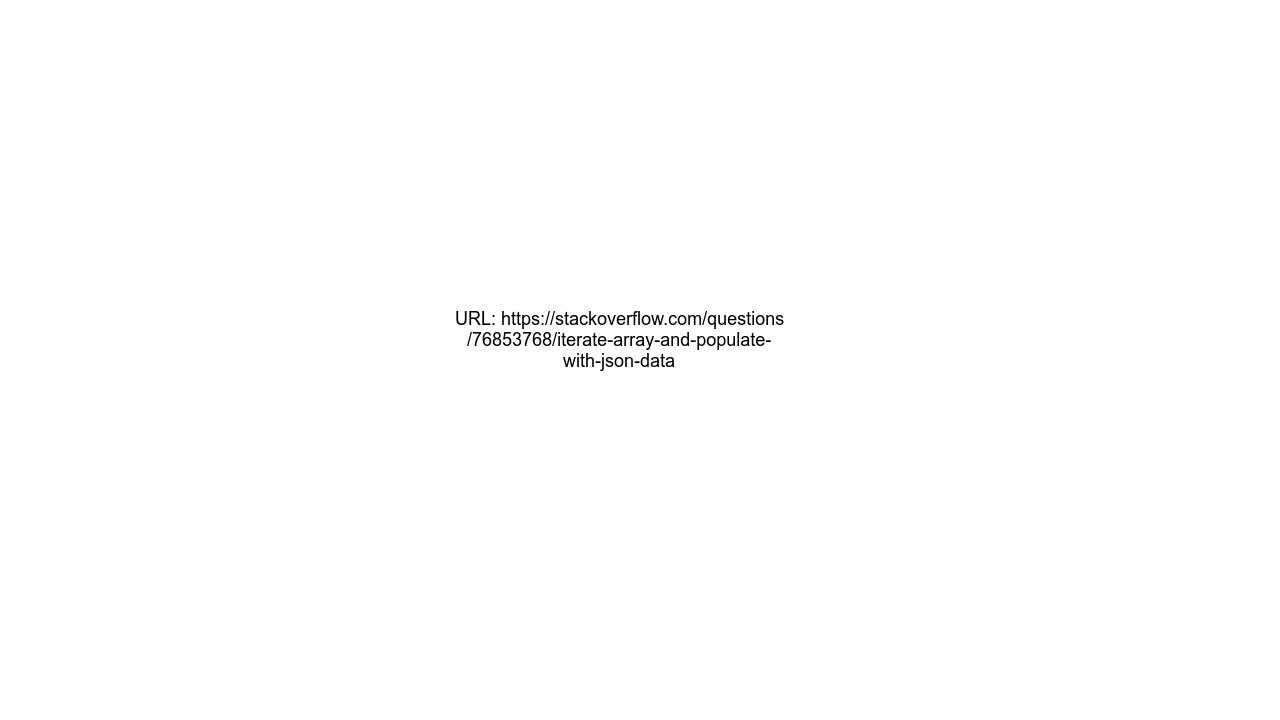 URL: https://stackoverflow.com/questions
/76853768/iterate-array-and-populate-
with-json-data